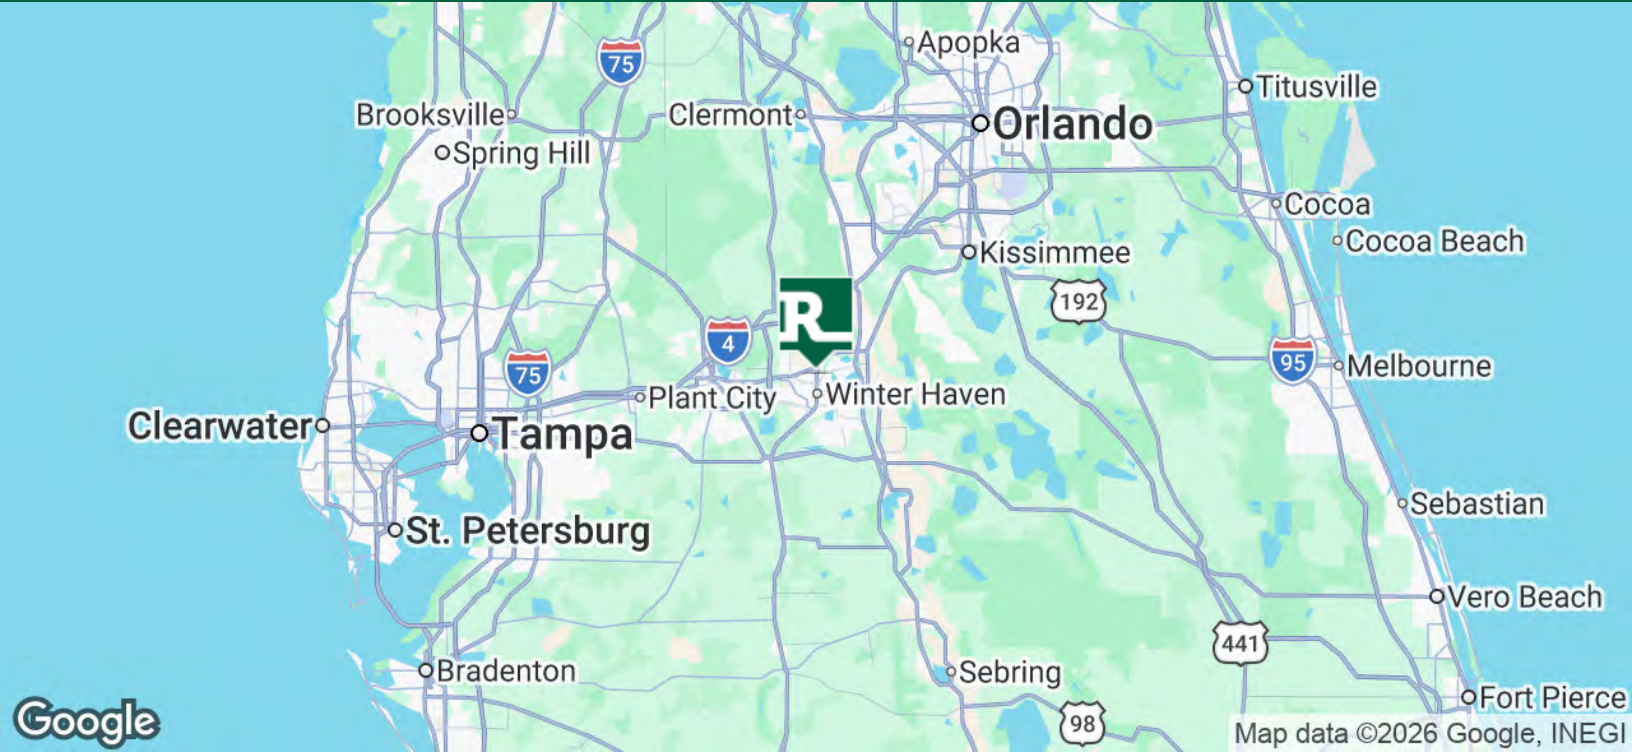 Apopka
75
Titusville
Brooksville
Clermont
Orlando
Spring Hill
Cocoa
Cocoa Beach
Kissimmee
192
R
4
75
95
Melbourne
Plant City
Winter Haven
Clearwater
Tampa
Sebastian
St. Petersburg
Vero Beach
441
Bradenton
Sebring
Fort Pierce
98
Google
Map data ©2026 Google, INEGI